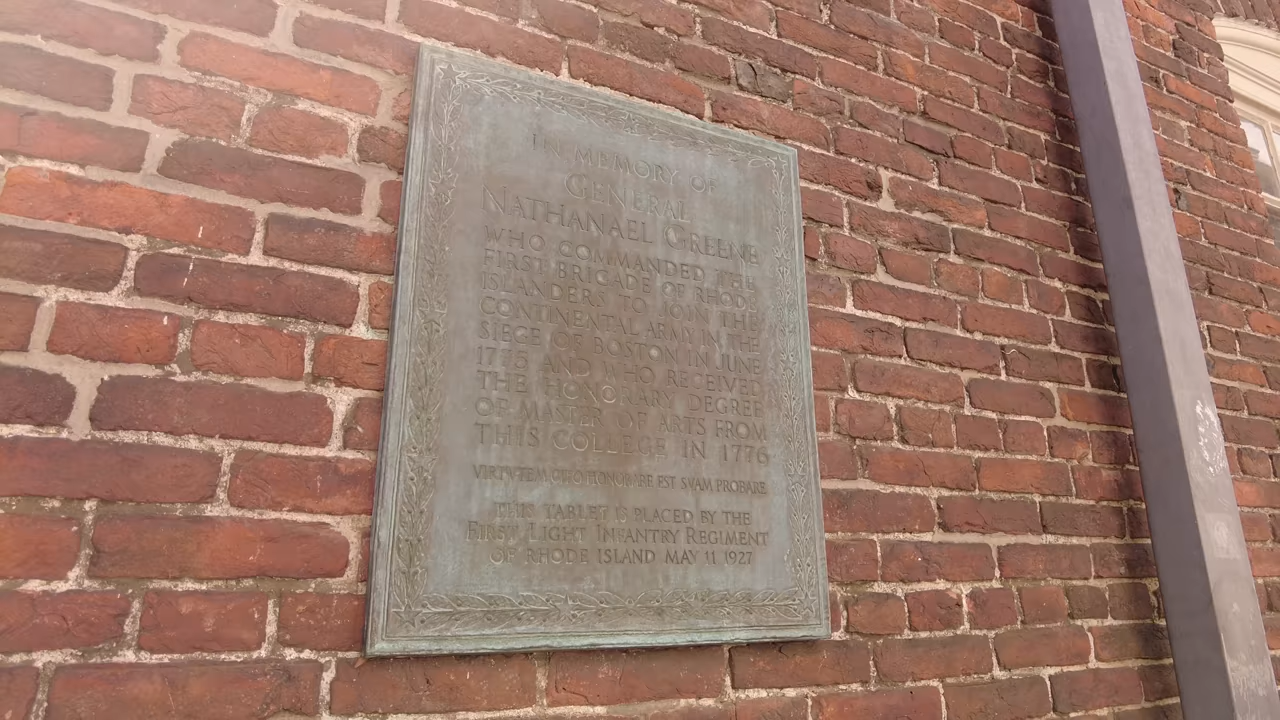 IN MEMORY OF
GENERAL
NATHANAEL GREENE
WHO COMMANDED THE
FIRST BRIGADE OF RHODE
ISLANDERS TO JOIN THE
CONTINENTAL ARMY IN THE
SIEGE OF BOSTON IN JUNE
1775 AND WHO RECEIVED
THE HONORARY DEGREE
OF MASTER OF ARTS FROM
THIS COLLEGE IN 1776
VIRTVTEM EST SVAM PROBARE
THIS TABLET IS PLACED BY THE
FIRST LIGHT INFANTRY REGIMENT
OF RHODE ISLAND MAY 11 1927